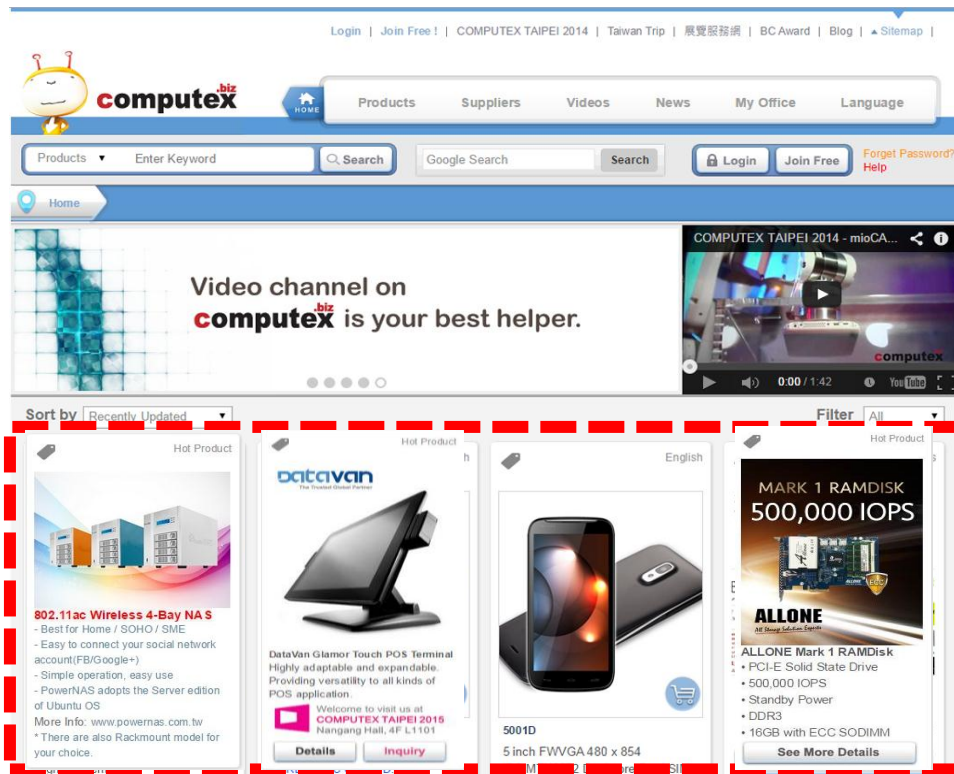 Login | Join Free ! | COMPUTEX TAIPEI 2014 | Taiwan Trip | 展覽服務網 | BC Award | Blog | ▲ Sitemap |
computex.biz
HOME
Products Suppliers Videos News My Office Language
Products ▼ Enter Keyword Search
Google Search Search
Login Join Free
Forget Password?
Help
Home
Video channel on
computex.biz is your best helper.
COMPUTEX TAIPEI 2014 - mioCA...
computex
0:00 / 1:42 YouTube
Sort by Recently Updated ▼
Filter All ▼
Hot Product
802.11ac Wireless 4-Bay NAS
- Best for Home / SOHO / SME
- Easy to connect your social network
account(FB/Google+)
- Simple operation, easy use
- PowerNAS adopts the Server edition
of Ubuntu OS
More Info: www.powernas.com.tw
* There are also Rackmount model for
your choice.
Hot Product
DATAVAN
The Trusted Global Partner
DataVan Glamor Touch POS Terminal
Highly adaptable and expandable.
Providing versatility to all kinds of
POS application.
Welcome to visit us at
COMPUTEX TAIPEI 2015
Nangang Hall, 4F L1101
Details Inquiry
English
5001D
5 inch FWVGA 480 x 854
Hot Product
MARK 1 RAMDISK
500,000 IOPS
ECC
ALLONE
All Storage Solution Experts
ALLONE Mark 1 RAMDisk
• PCI-E Solid State Drive
• 500,000 IOPS
• Standby Power
• DDR3
• 16GB with ECC SODIMM
See More Details